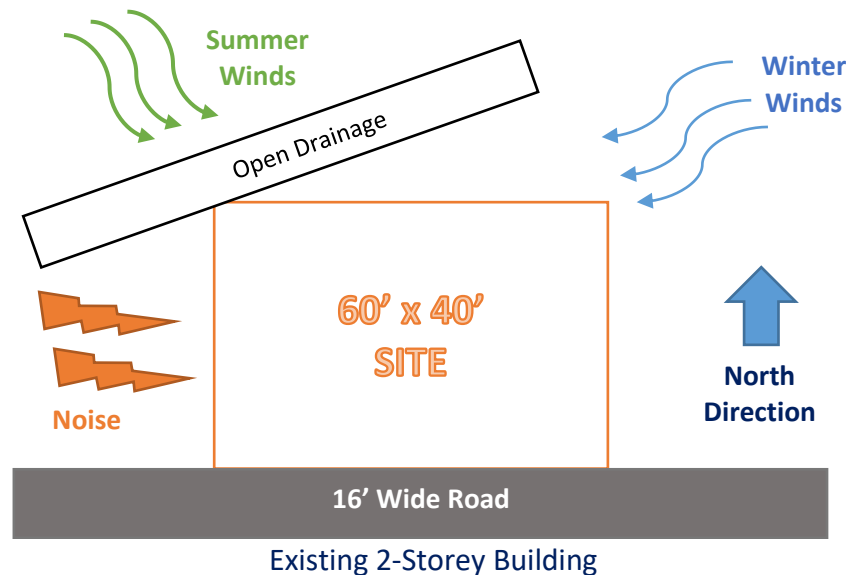 Summer
Winds
Winter
Winds
Open Drainage
60’ x 40’
SITE
North
Direction
Noise
16’ Wide Road
Existing 2-Storey Building